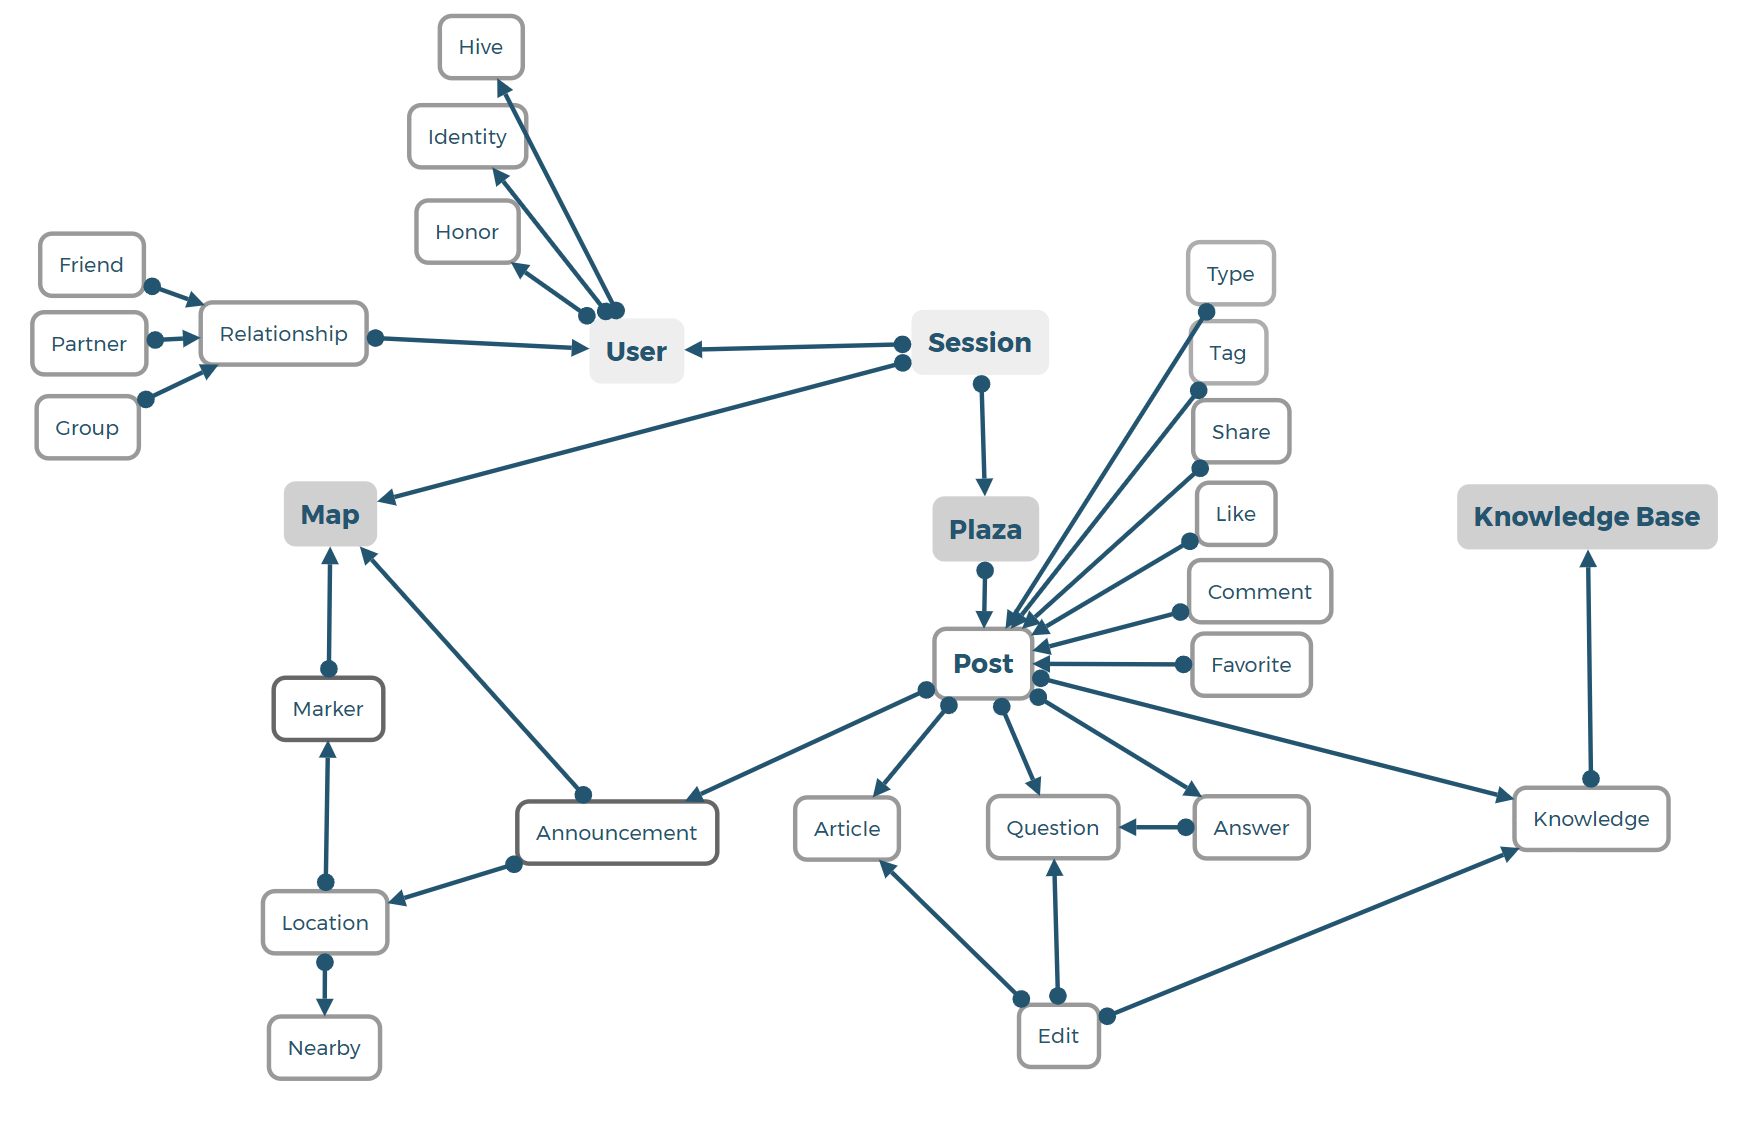 Hive
Identity
Honor
Friend
Partner
Group
Relationship
User
Session
Type
Tag
Share
Like
Comment
Favorite
Map
Plaza
Knowledge Base
Post
Marker
Announcement
Article
Question
Answer
Knowledge
Location
Nearby
Edit